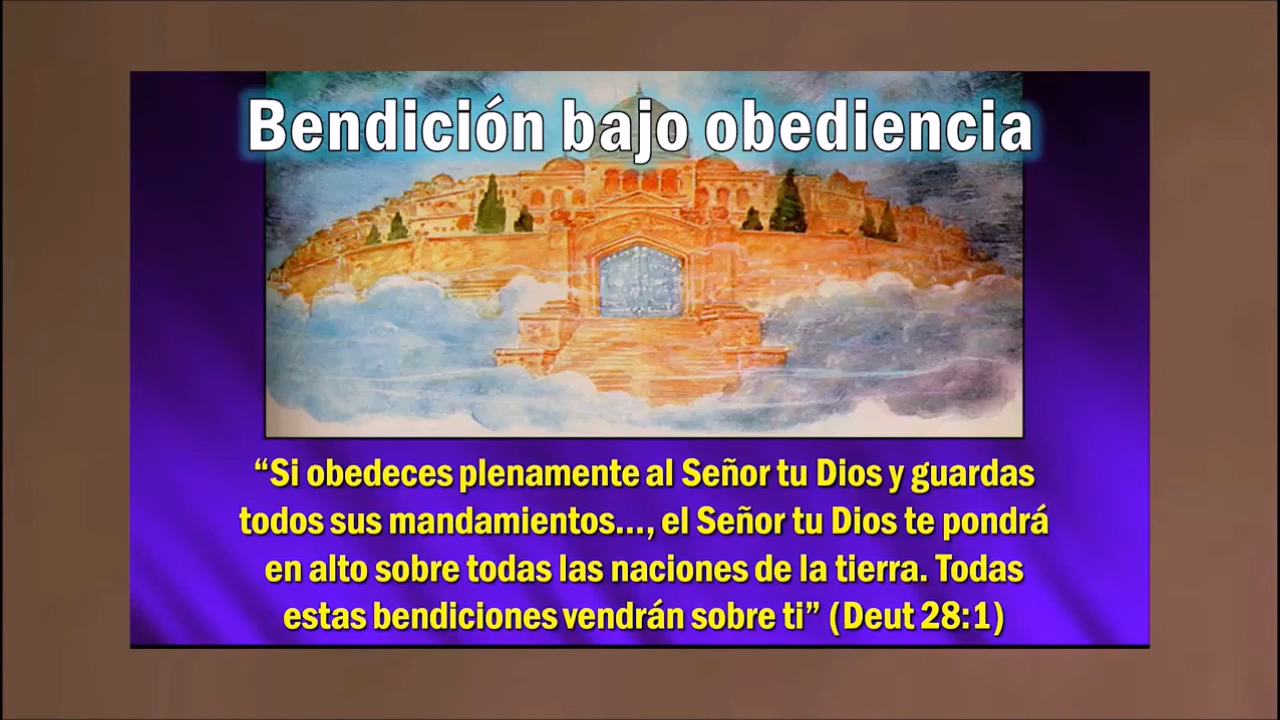 Bendición bajo obediencia
“Si obedeces plenamente al Señor tu Dios y guardas
todos sus mandamientos..., el Señor tu Dios te pondrá
en alto sobre todas las naciones de la tierra. Todas
estas bendiciones vendrán sobre ti” (Deut 28:1)